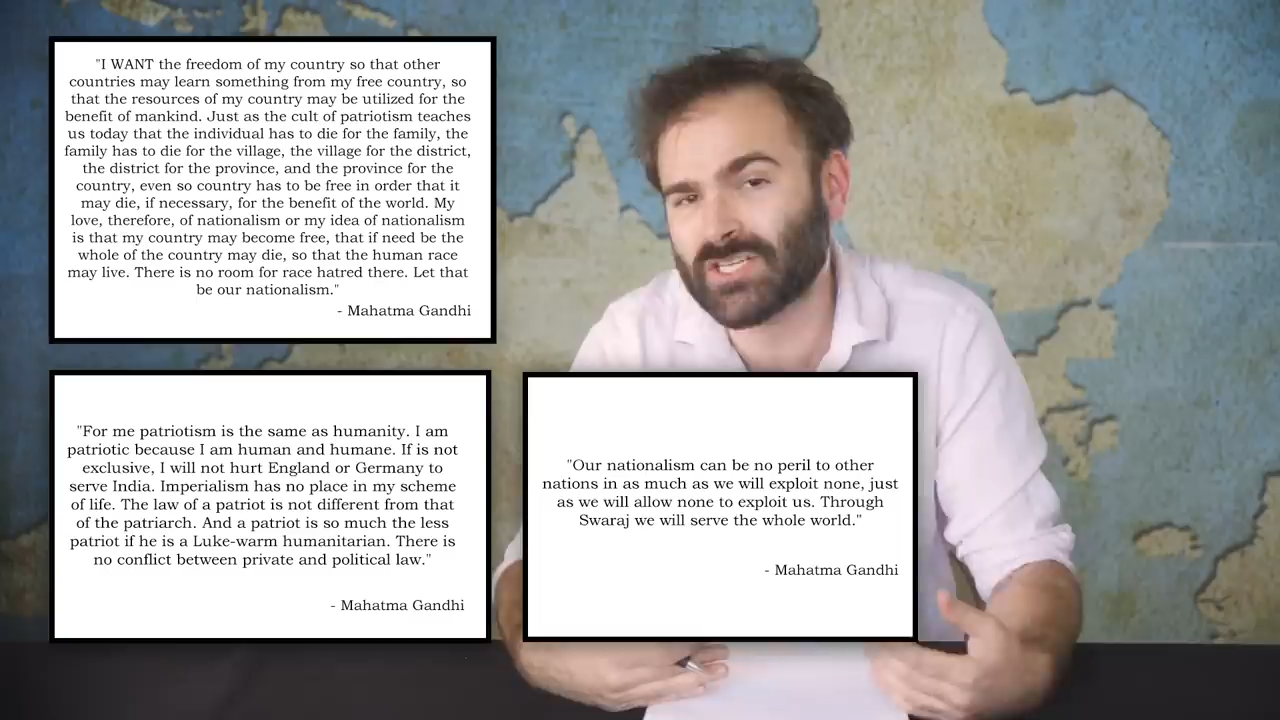 "I WANT the freedom of my country so that other
countries may learn something from my free country, so
that the resources of my country may be utilized for the
benefit of mankind. Just as the cult of patriotism teaches
us today that the individual has to die for the family, the
family has to die for the village, the village for the district,
the district for the province, and the province for the
country, even so country has to be free in order that it
may die, if necessary, for the benefit of the world. My
love, therefore, of nationalism or my idea of nationalism
is that my country may become free, that if need be the
whole of the country may die, so that the human race
may live. There is no room for race hatred there. Let that
be our nationalism."
- Mahatma Gandhi
"For me patriotism is the same as humanity. I am
patriotic because I am human and humane. If is not
exclusive, I will not hurt England or Germany to
serve India. Imperialism has no place in my scheme
of life. The law of a patriot is not different from that
of the patriarch. And a patriot is so much the less
patriot if he is a Luke-warm humanitarian. There is
no conflict between private and political law."
- Mahatma Gandhi
"Our nationalism can be no peril to other
nations in as much as we will exploit none, just
as we will allow none to exploit us. Through
Swaraj we will serve the whole world."
- Mahatma Gandhi